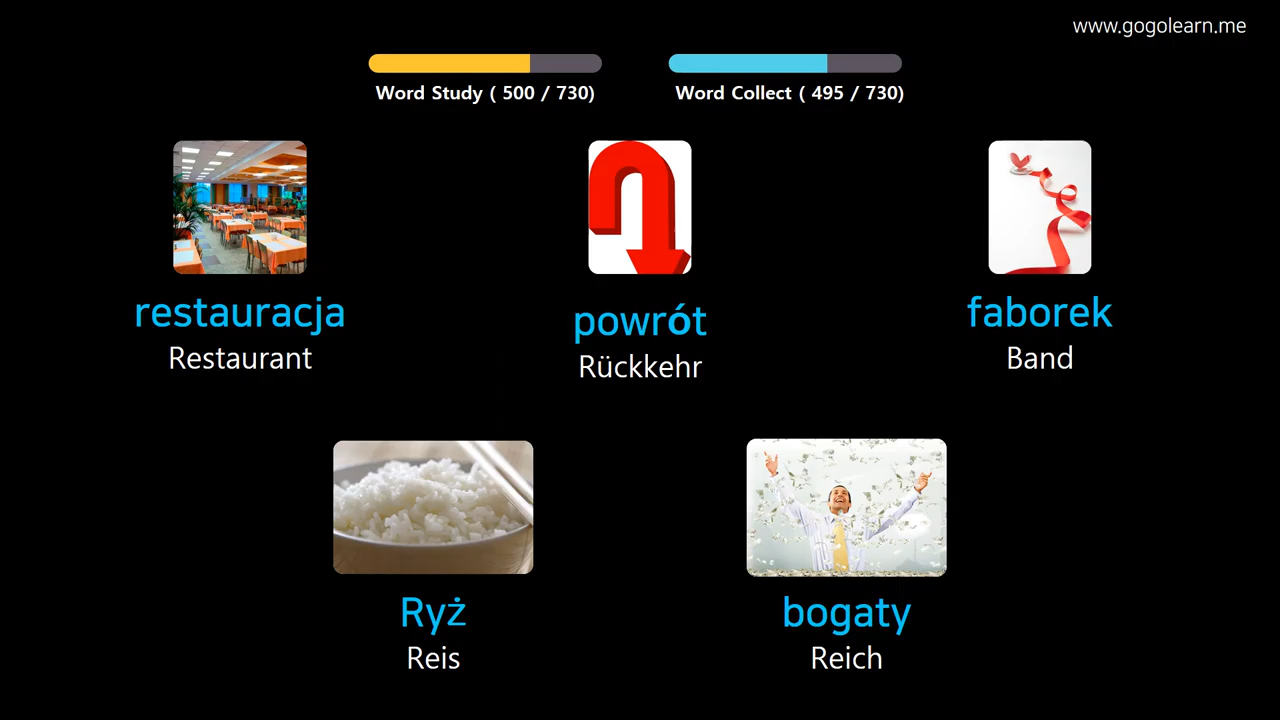 www.gogolearn.me
Word Study ( 500 / 730)
Word Collect ( 495 / 730)
restauracja
Restaurant
powrót
Rückkehr
faborek
Band
Ryż
Reis
bogaty
Reich